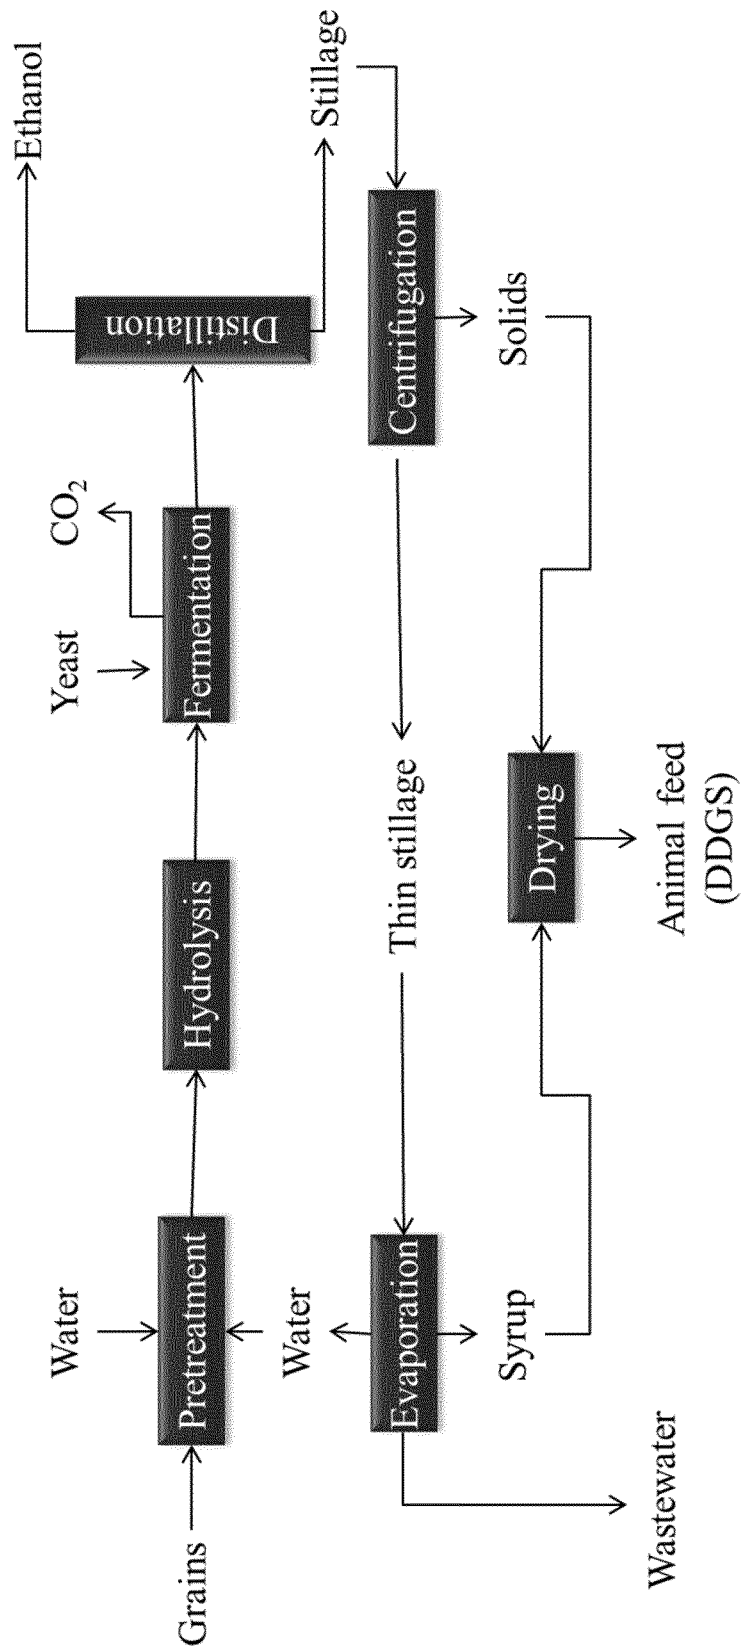 Ethanol
CO₂
Yeast
Water
Distillation
Grains
Pretreatment
Hydrolysis
Fermentation
Water
Stillage
Evaporation
Thin stillage
Centrifugation
Syrup
Solids
Drying
Wastewater
Animal feed
(DDGS)